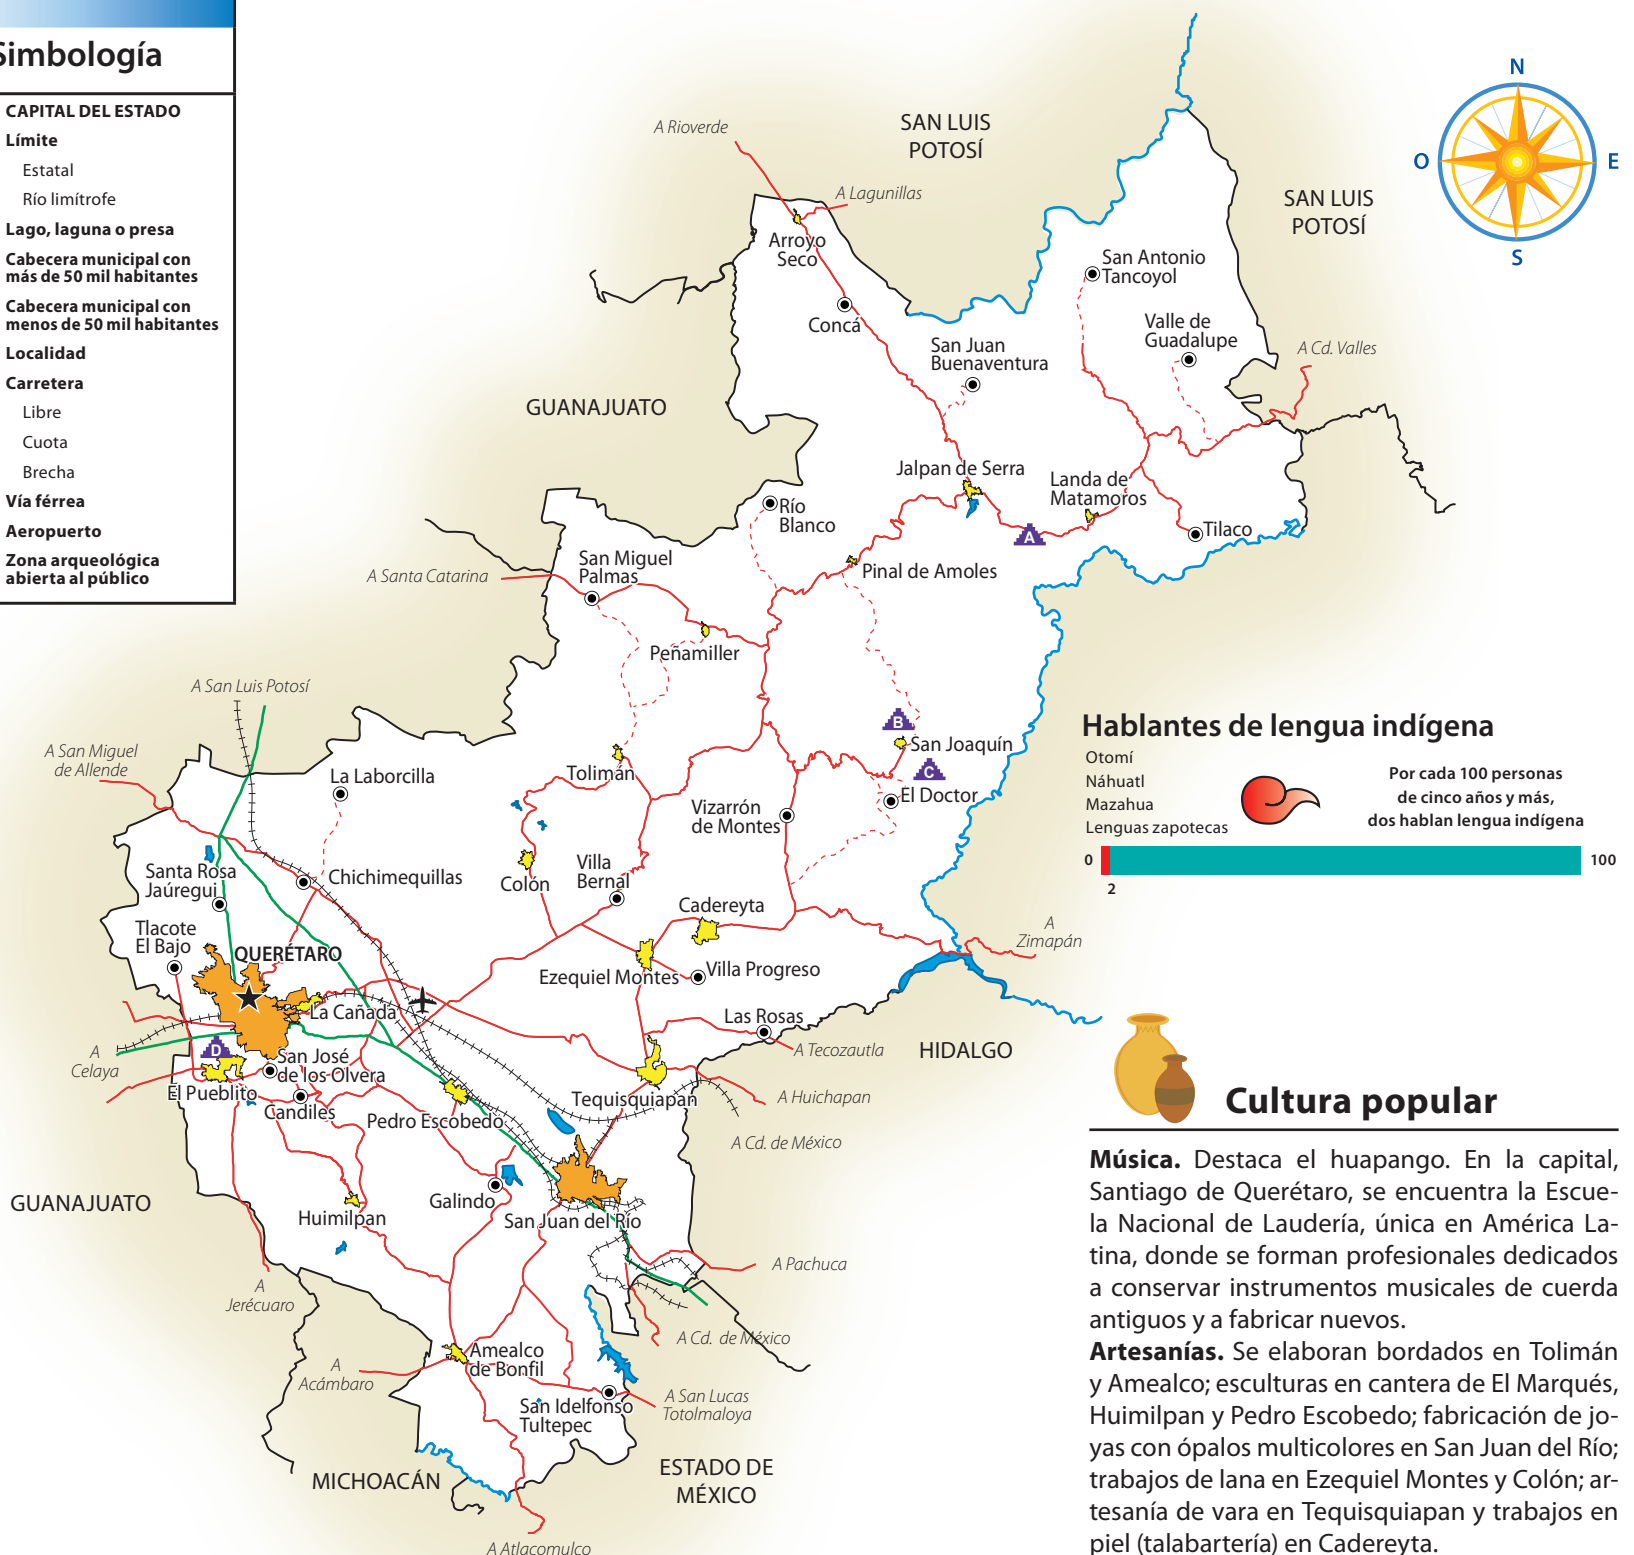 Simbología
CAPITAL DEL ESTADO
Límite
Estatal
Río limítrofe
Lago, laguna o presa
Cabecera municipal con
más de 50 mil habitantes
Cabecera municipal con
menos de 50 mil habitantes
Localidad
Carretera
Libre
Cuota
Brecha
Vía férrea
Aeropuerto
Zona arqueológica
abierta al público
N
O
E
S
A Rioverde
SAN LUIS
POTOSÍ
A Lagunillas
SAN LUIS
POTOSÍ
Arroyo
Seco
San Antonio
Tancoyol
Concá
Valle de
Guadalupe
San Juan
Buenaventura
A Cd. Valles
GUANAJUATO
Jalpan de Serra
Landa de
Matamoros
Río
Blanco
A
Tilaco
San Miguel
Palmas
A Santa Catarina
Pinal de Amoles
Peñamiller
A San Luis Potosí
B
San Joaquín
C
A San Miguel
de Allende
La Laborcilla
Tolimán
El Doctor
Vizarrón
de Montes
Santa Rosa
Jaúregui
Chichimequillas
Colón
Villa
Bernal
Cadereyta
Tlacote
El Bajo
QUERÉTARO
A
Zimapán
Ezequiel Montes
Villa Progreso
La Cañada
Las Rosas
A Tecozautla
HIDALGO
A
Celaya
D
San José
de los Olvera
El Pueblito
Candiles
Pedro Escobedo
Tequisquiapan
A Huichapan
A Cd. de México
GUANAJUATO
Galindo
Huimilpan
San Juan del Río
A Pachuca
A
Jerécuaro
A Cd. de México
A
Acámbaro
Amealco
de Bonfil
San Idelfonso
Tultepec
A San Lucas
Totolmaloya
MICHOACÁN
ESTADO DE
MÉXICO
A Atlacomulco
Hablantes de lengua indígena
Otomí
Náhuatl
Mazahua
Lenguas zapotecas
Por cada 100 personas
de cinco años y más,
dos hablan lengua indígena
0
100
2
Cultura popular
Música. Destaca el huapango. En la capital,
Santiago de Querétaro, se encuentra la Escue-
la Nacional de Laudería, única en América La-
tina, donde se forman profesionales dedicados
a conservar instrumentos musicales de cuerda
antiguos y a fabricar nuevos.
Artesanías. Se elaboran bordados en Tolimán
y Amealco; esculturas en cantera de El Marqués,
Huimilpan y Pedro Escobedo; fabricación de jo-
yas con ópalos multicolores en San Juan del Río;
trabajos de lana en Ezequiel Montes y Colón; ar-
tesanía de vara en Tequisquiapan y trabajos en
piel (talabartería) en Cadereyta.